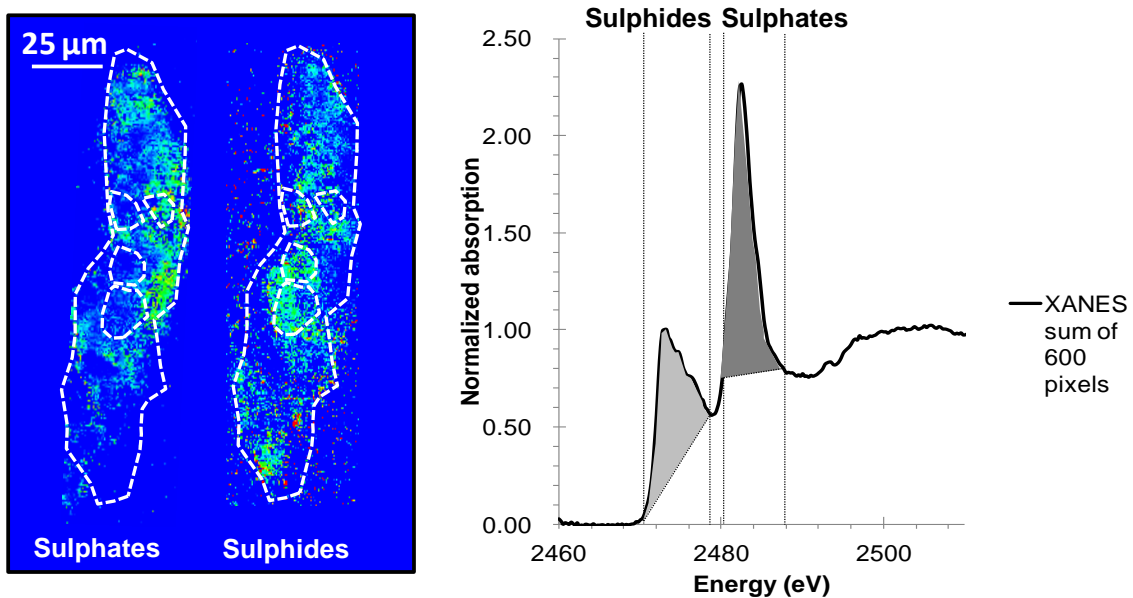 25 µm
Sulphates
Sulphides
Sulphides Sulphates
2.50
2.00
1.50
1.00
0.50
0.00
Normalized absorption
2460
2480
2500
Energy (eV)
XANES
sum of
600
pixels